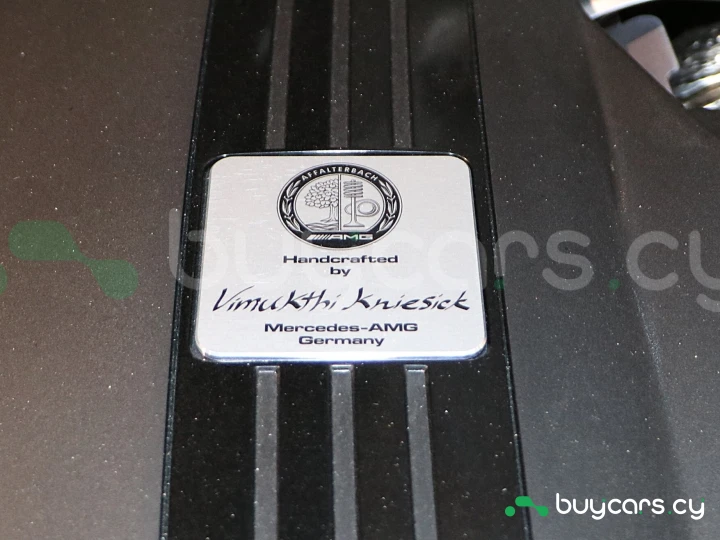 AFFALTERBACH
AMG
Handcrafted
by
Vimukthi Kniesick
Mercedes-AMG
Germany
buycars.cy
buycars.cy